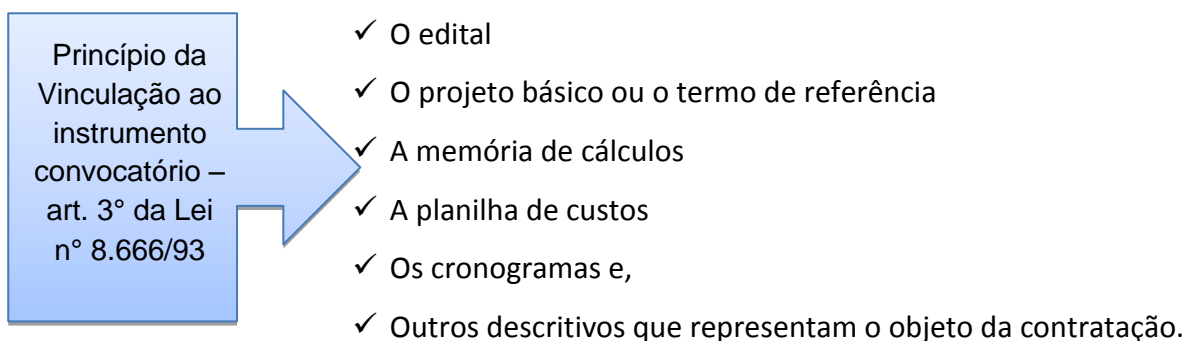 Princípio da
Vinculação ao
instrumento
convocatório –
art. 3° da Lei
n° 8.666/93
✓ O edital
✓ O projeto básico ou o termo de referência
✓ A memória de cálculos
✓ A planilha de custos
✓ Os cronogramas e,
✓ Outros descritivos que representam o objeto da contratação.